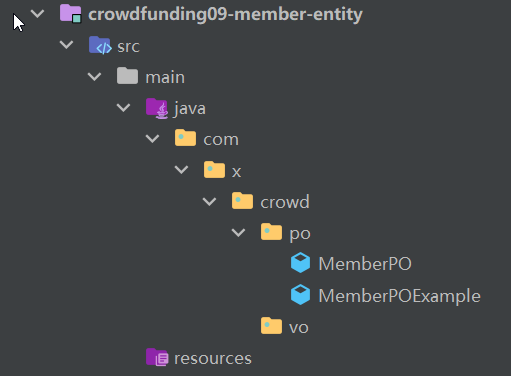 crowdfunding09-member-entity
src
main
java
com
x
crowd
po
MemberPO
MemberPOExample
vo
resources